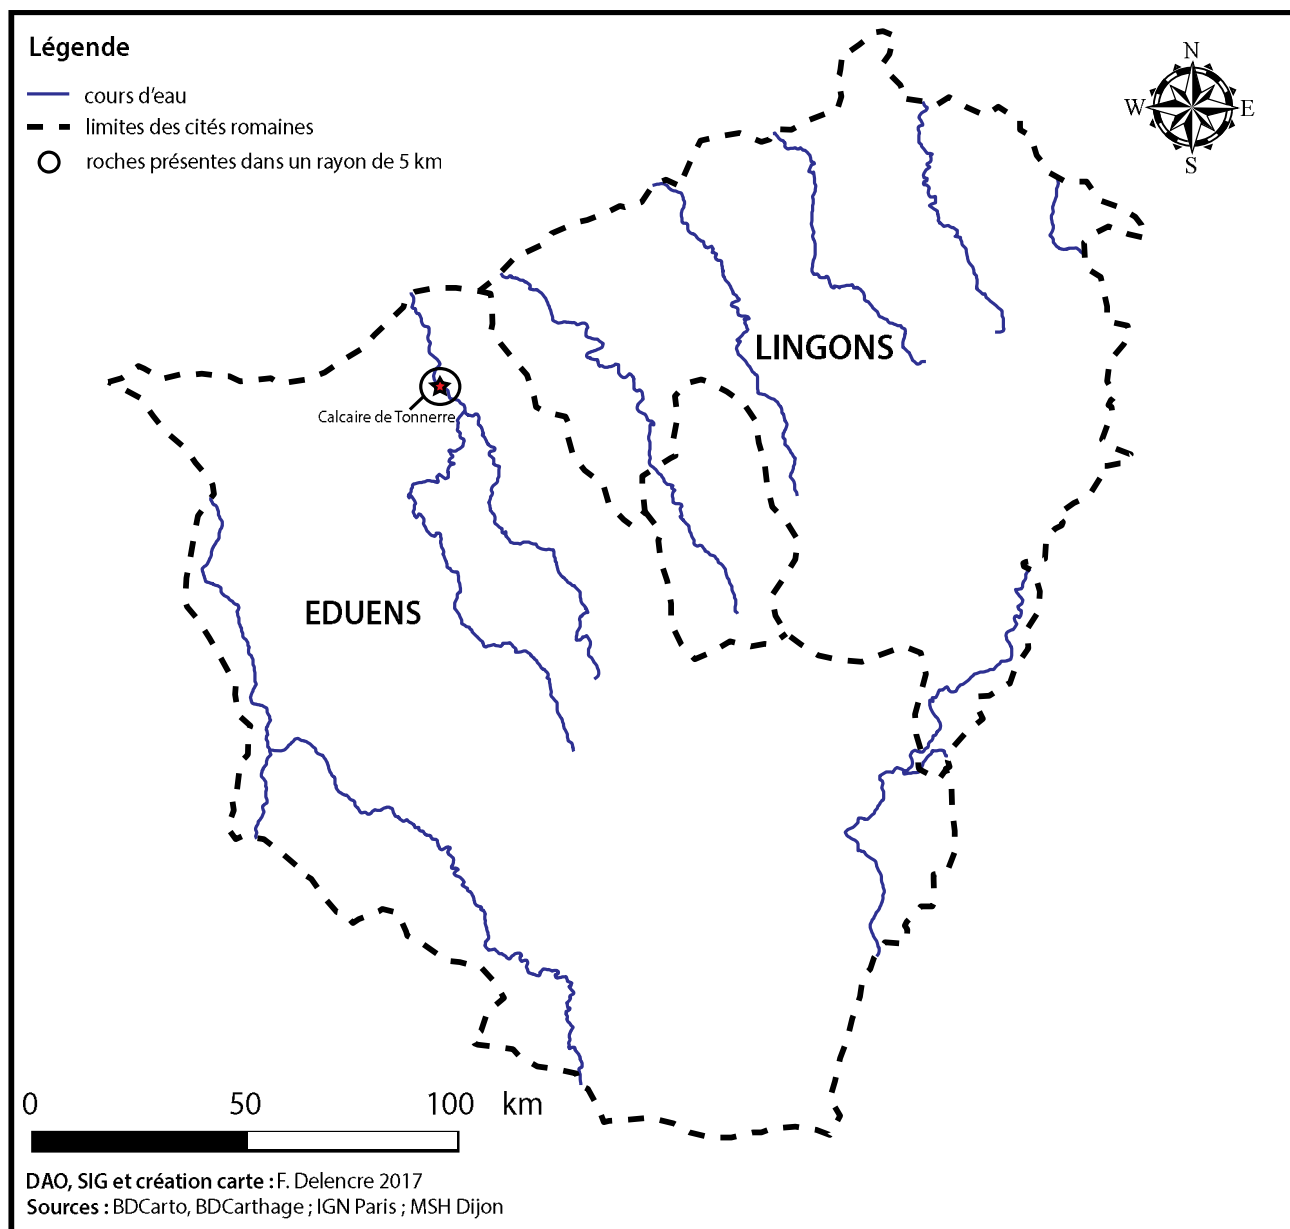 Légende
cours d'eau
limites des cités romaines
roches présentes dans un rayon de 5 km
N
W
E
S
LINGONS
Calcaire de Tonnerre
EDUENS
0 50 100 km
DAO, SIG et création carte : F. Delencre 2017
Sources : BDCarto, BDCarthage ; IGN Paris ; MSH Dijon